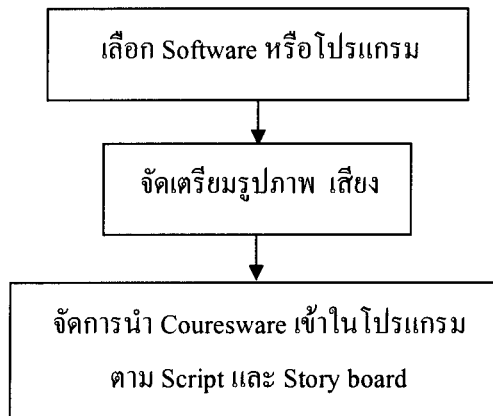 เลือก Software หรือโปรแกรม
จัดเตรียมรูปภาพ เสียง
จัดการนำ Couresware เข้าในโปรแกรม
ตาม Script และ Story board